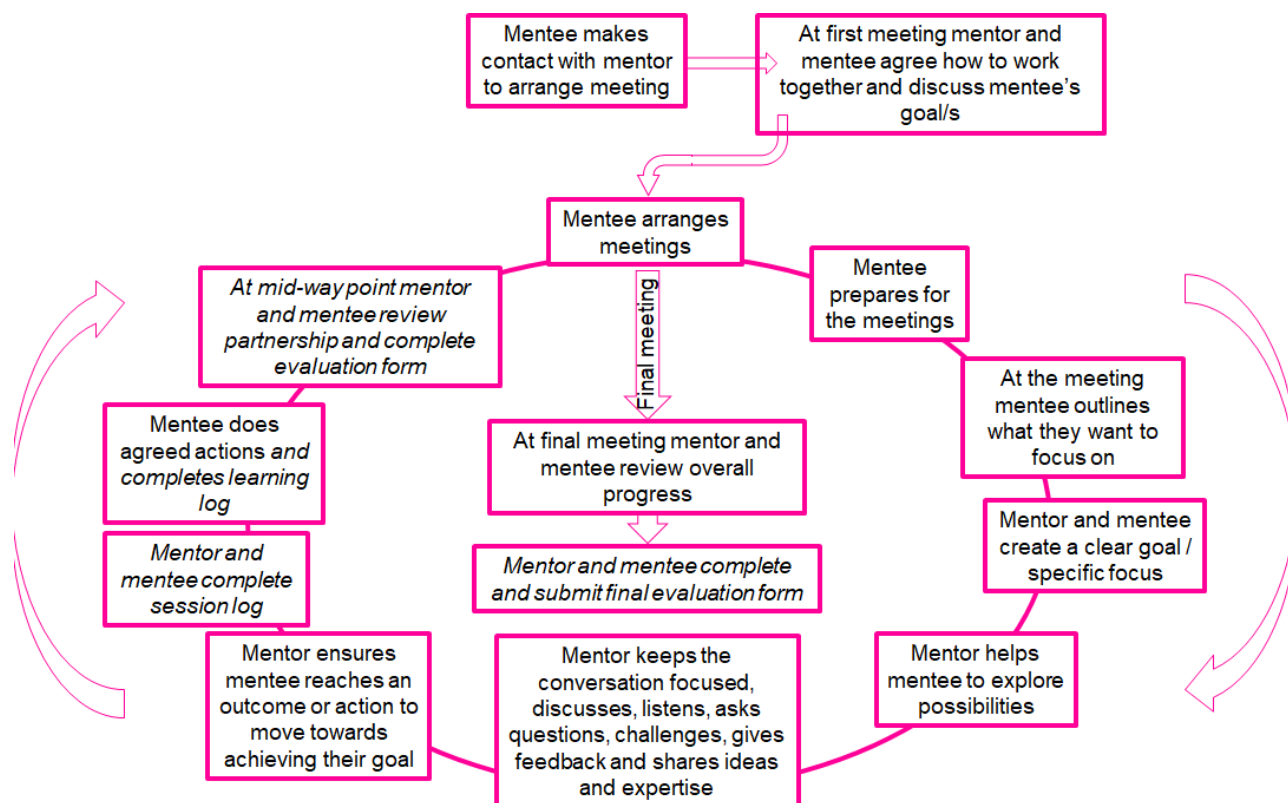 Mentee makes
contact with mentor
to arrange meeting
At first meeting mentor and
mentee agree how to work
together and discuss mentee’s
goal/s
Mentee arranges
meetings
Mentee
prepares for
the meetings
At the meeting
mentee outlines
what they want to
focus on
Mentor and mentee
create a clear goal /
specific focus
Mentor helps
mentee to explore
possibilities
Mentor keeps the
conversation focused,
discusses, listens, asks
questions, challenges, gives
feedback and shares ideas
and expertise
Mentor ensures
mentee reaches an
outcome or action to
move towards
achieving their goal
Mentor and
mentee complete
session log
Mentee does
agreed actions and
completes learning
log
At mid-way point mentor
and mentee review
partnership and complete
evaluation form
Final meeting
At final meeting mentor and
mentee review overall
progress
Mentor and mentee complete
and submit final evaluation form